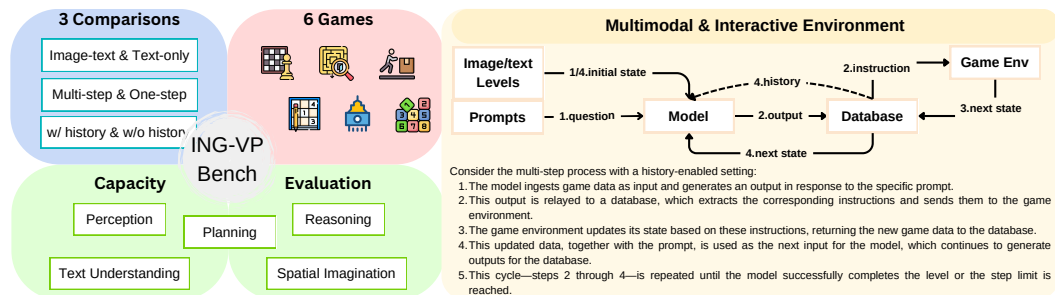 3 Comparisons
Image-text & Text-only
Multi-step & One-step
w/ history & w/o history
6 Games
ING-VP
Bench
Capacity
Evaluation
Perception
Reasoning
Planning
Text Understanding
Spatial Imagination
Multimodal & Interactive Environment
Image/text
Levels
Prompts
1/4.initial state
1.question
Model
2.output
4.history
Database
2.instruction
Game Env
3.next state
4.next state
Consider the multi-step process with a history-enabled setting:
1.The model ingests game data as input and generates an output in response to the specific prompt.
2.This output is relayed to a database, which extracts the corresponding instructions and sends them to the game
environment.
3.The game environment updates its state based on these instructions, returning the new game data to the database.
4.This updated data, together with the prompt, is used as the next input for the model, which continues to generate
outputs for the database.
5.This cycle—steps 2 through 4—is repeated until the model successfully completes the level or the step limit is
reached.